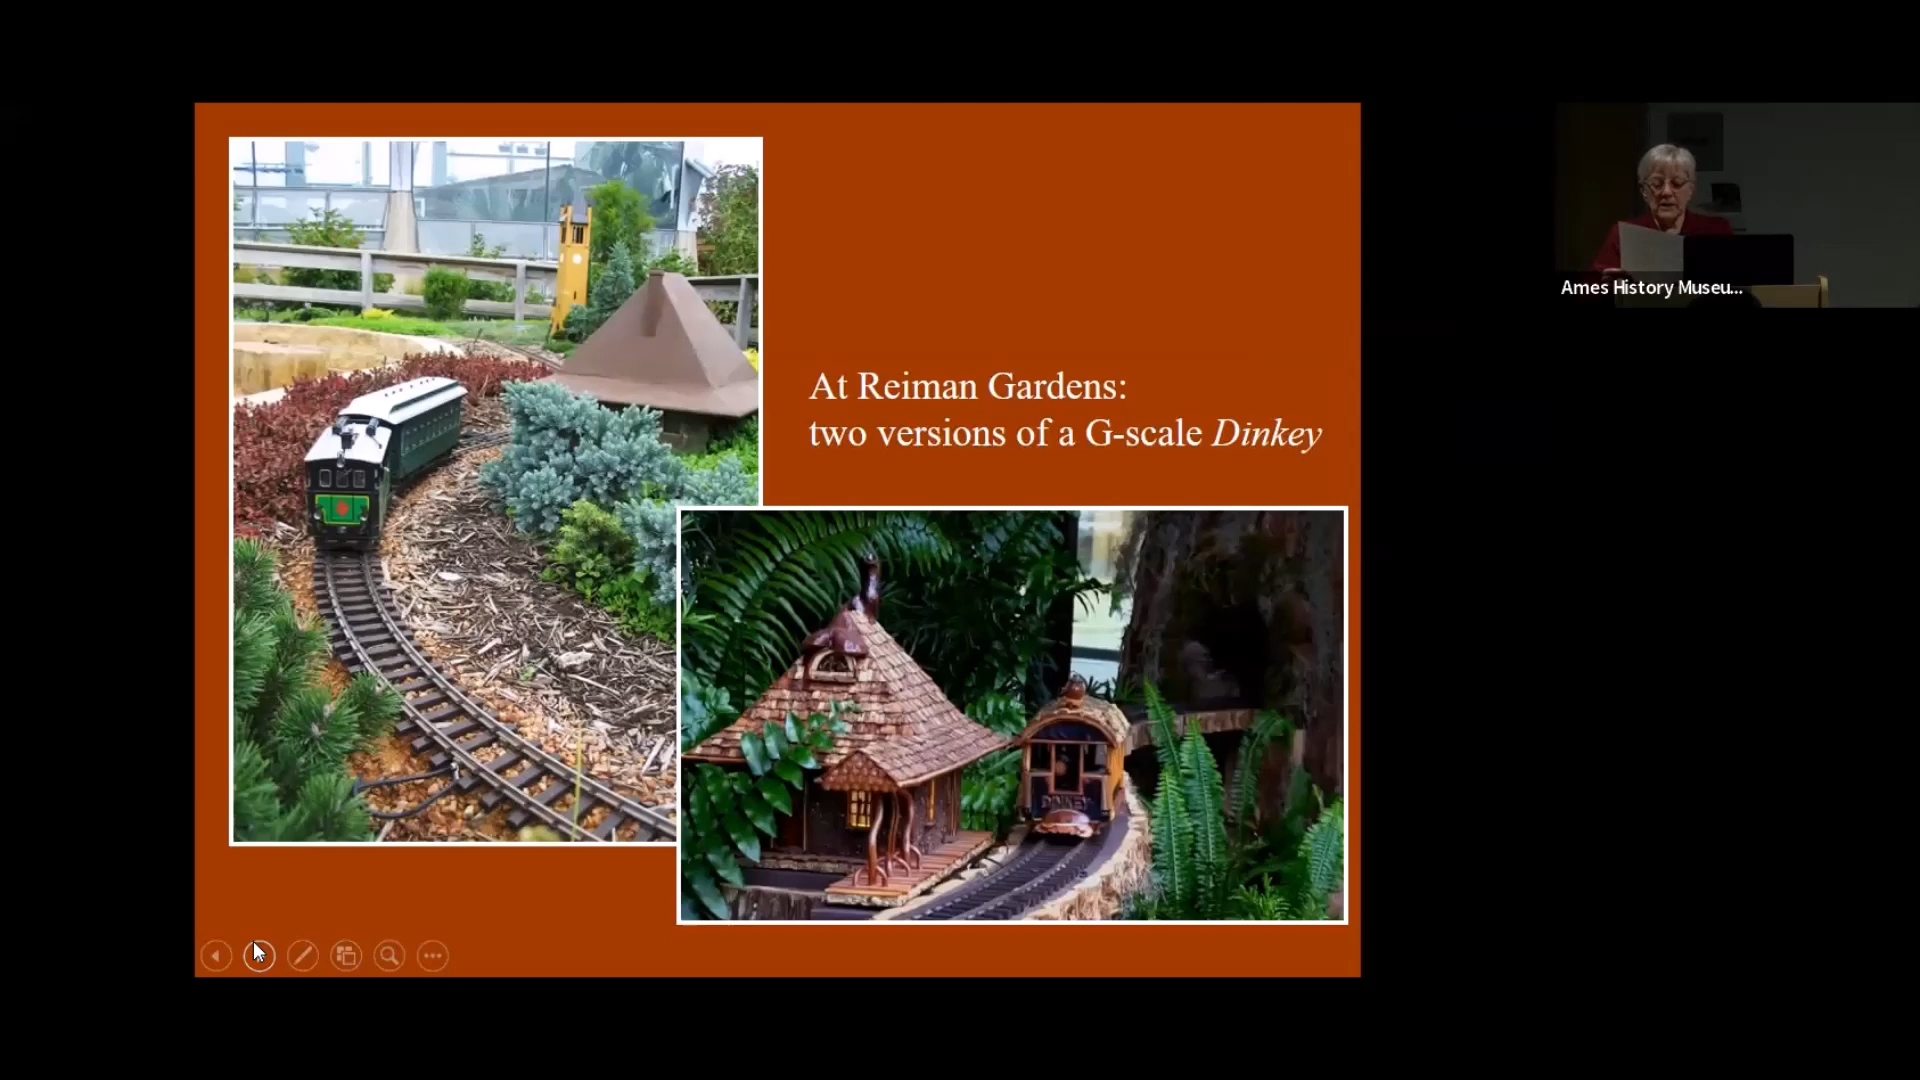 At Reiman Gardens:
two versions of a G-scale Dinkey
DINKEY
Ames History Museu...